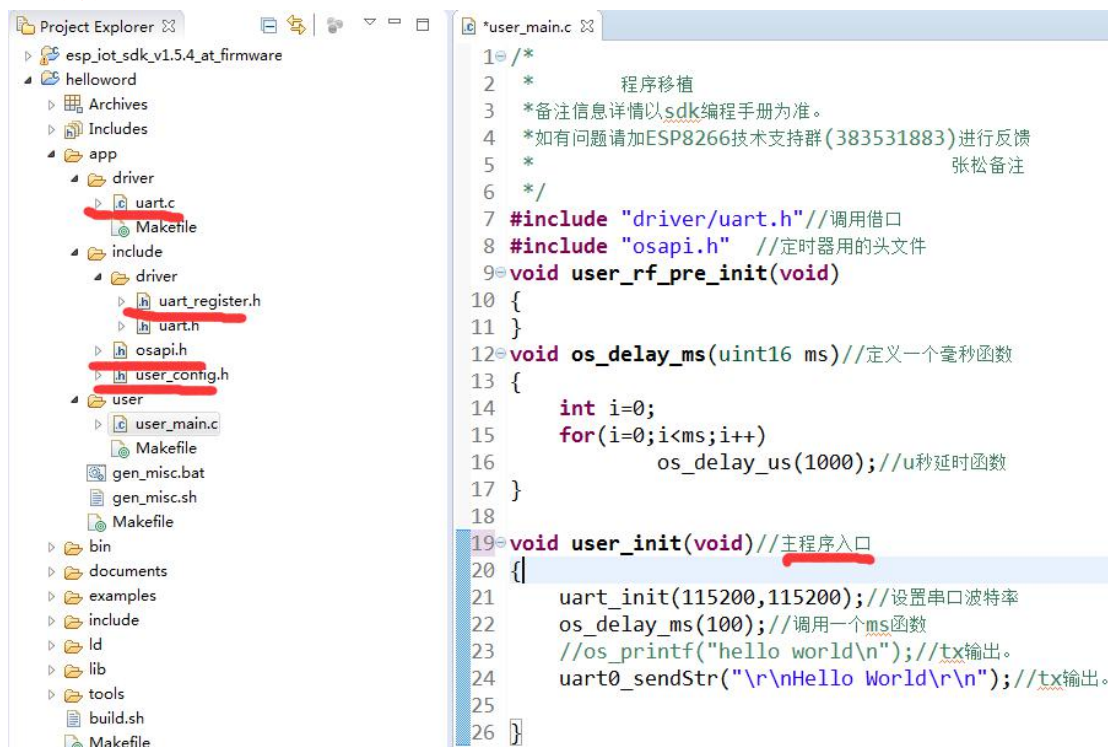 Project Explorer
esp_iot_sdk_v1.5.4_at_firmware
helloword
Archives
Includes
app
driver
uart.c
Makefile
include
driver
uart_register.h
uart.h
osapi.h
user_config.h
user
user_main.c
Makefile
gen_misc.bat
gen_misc.sh
Makefile
bin
documents
examples
include
ld
lib
tools
build.sh
Makefile
*user_main.c
1 /*
2 * 程序移植
3 *备注信息详情以sdk编程手册为准。
4 *如有问题请加ESP8266技术支持群(383531883)进行反馈
5 * 张松备注
6 */
7 #include "driver/uart.h"//调用借口
8 #include "osapi.h" //定时器用的头文件
9 void user_rf_pre_init(void)
10 {
11 }
12 void os_delay_ms(uint16 ms)//定义一个毫秒函数
13 {
14 int i=0;
15 for(i=0;i<ms;i++)
16 os_delay_us(1000);//u秒延时函数
17 }
18
19 void user_init(void)//主程序入口
20 {
21 uart_init(115200,115200);//设置串口波特率
22 os_delay_ms(100);//调用一个ms函数
23 //os_printf("hello world\n");//tx输出。
24 uart0_sendStr("\r\nHello World\r\n");//tx输出。
25
26 }